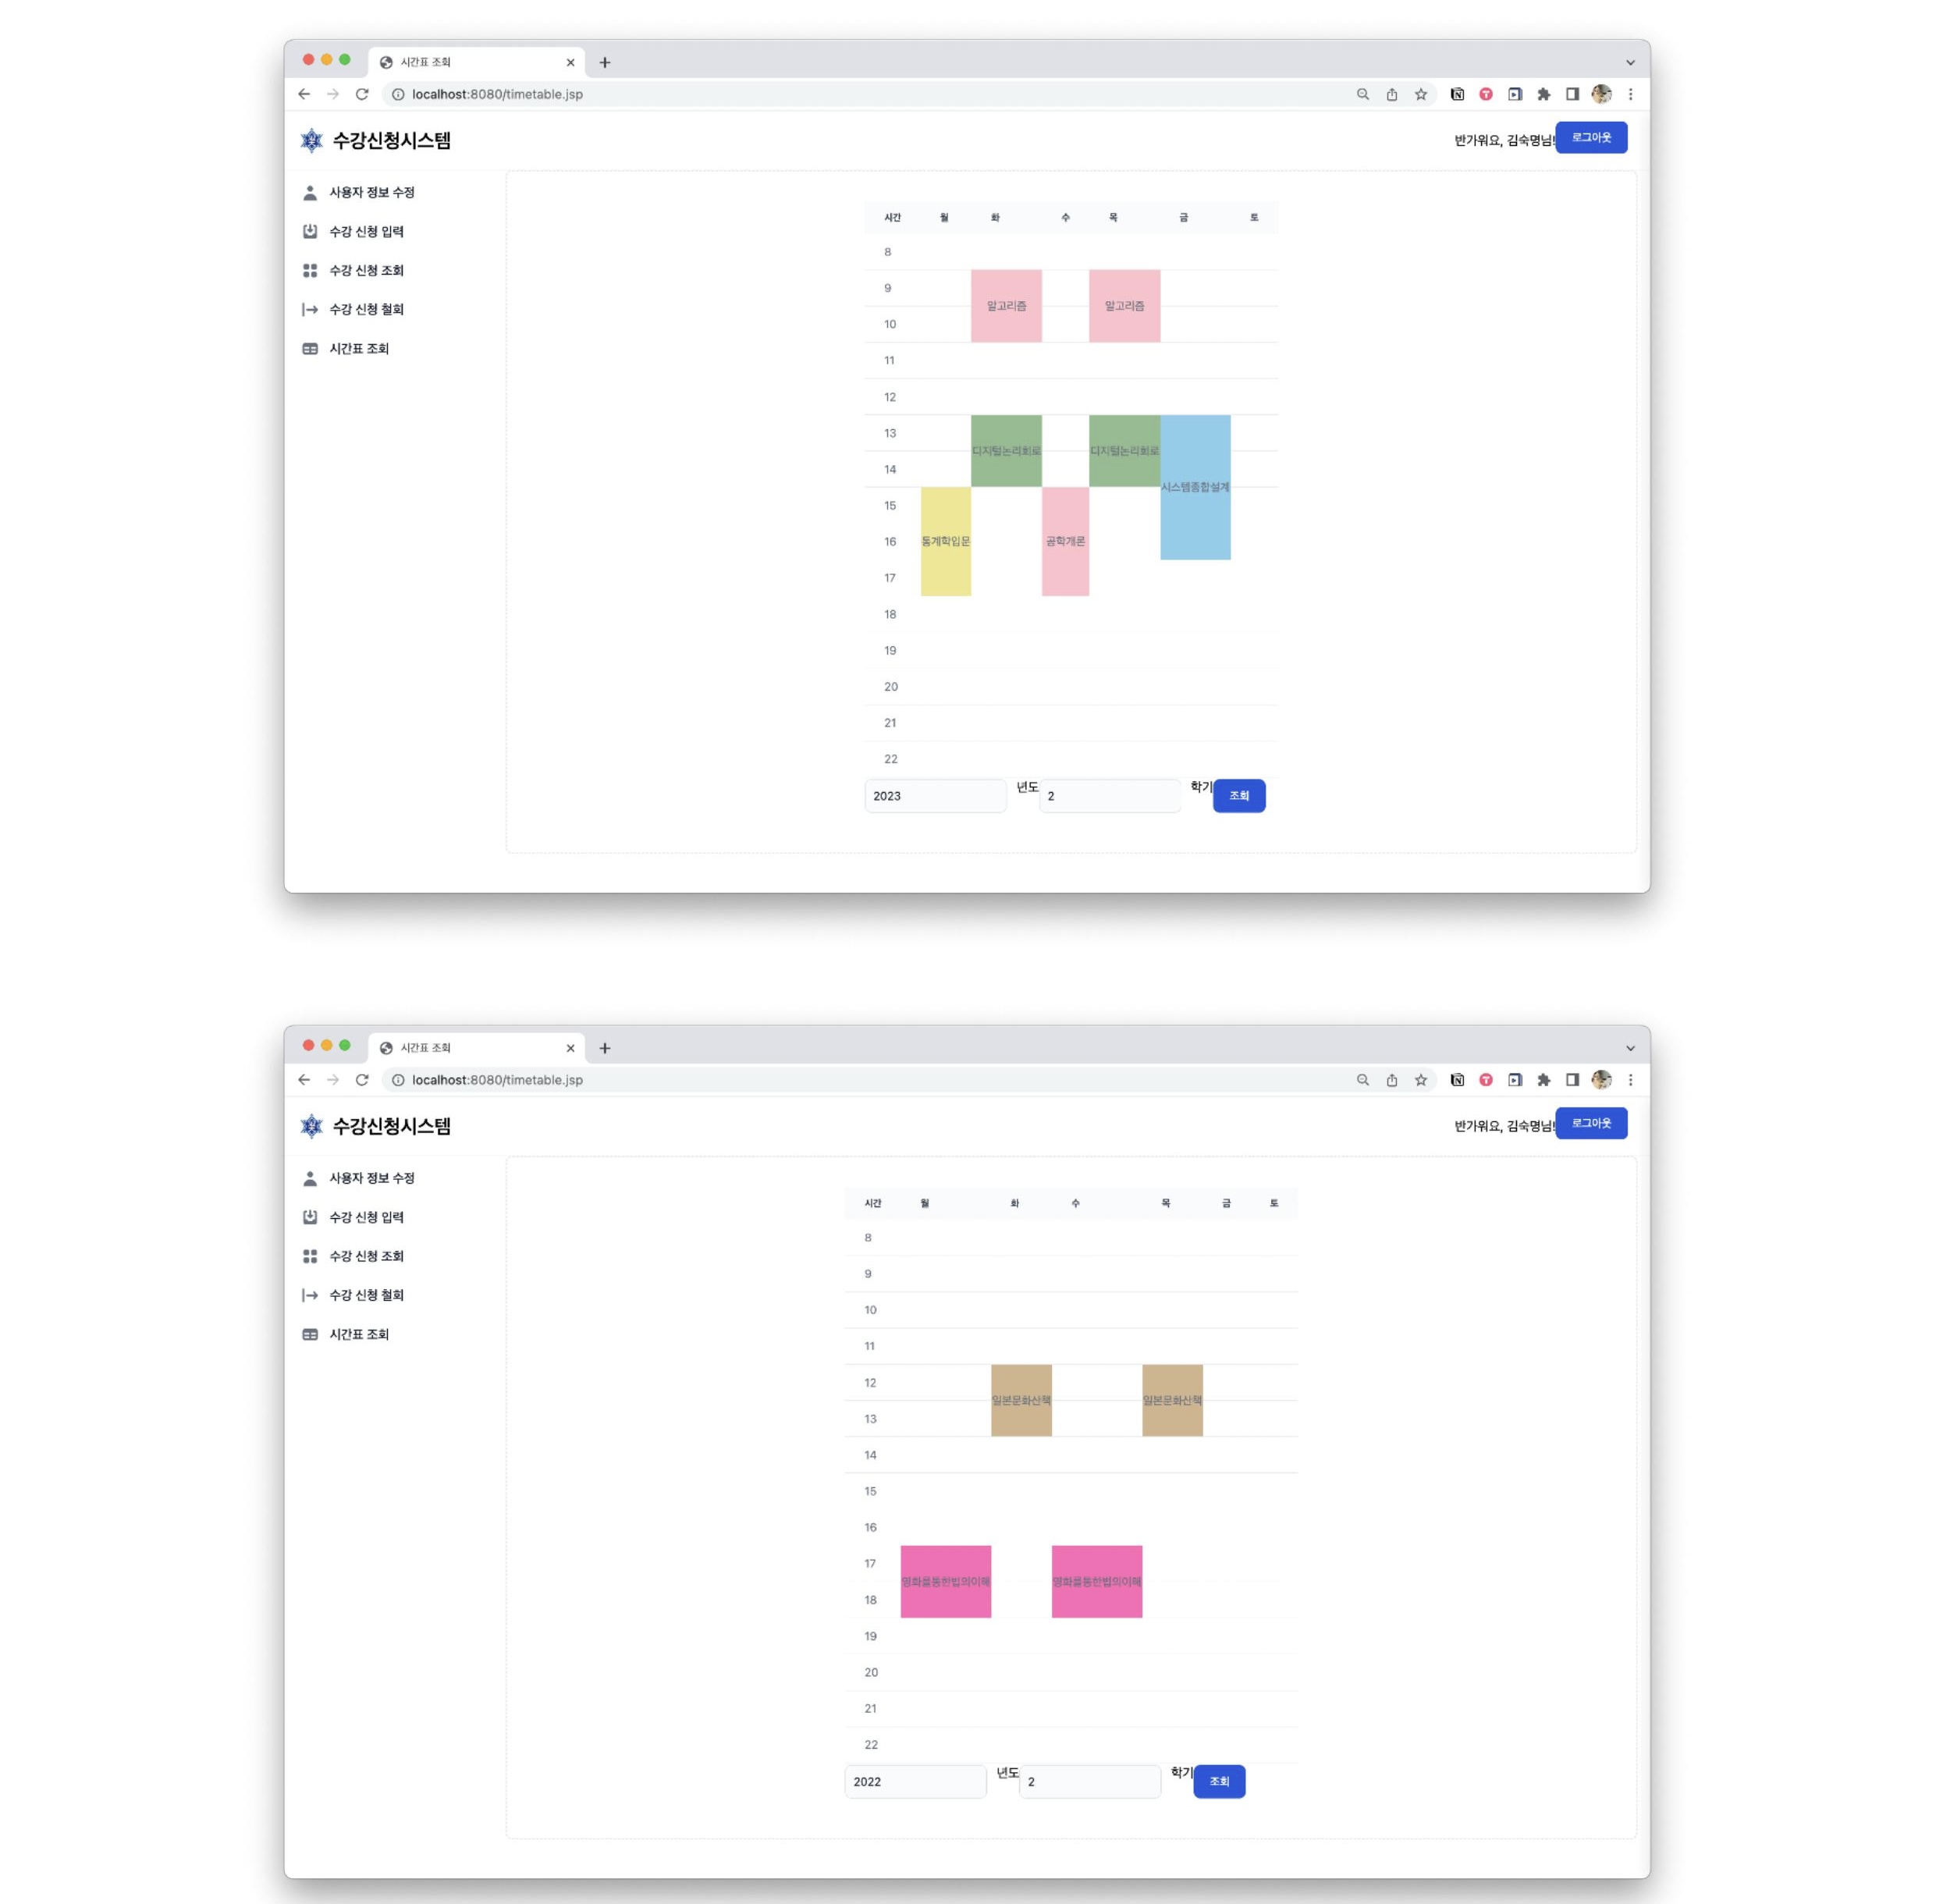 시간표 조회
localhost:8080/timetable.jsp
수강신청시스템
반가워요, 김숙명님!
로그아웃
사용자 정보 수정
수강 신청 입력
수강 신청 조회
수강 신청 철회
시간표 조회
시간 월 화 수 목 금 토
8
9
알고리즘 알고리즘
10
11
12
13
디지털논리회로 디지털논리회로
14
시스템종합설계
15
16 통계학입문 공학개론
17
18
19
20
21
22
2023 년도 2 학기 조회
시간표 조회
localhost:8080/timetable.jsp
수강신청시스템
반가워요, 김숙명님!
로그아웃
사용자 정보 수정
수강 신청 입력
수강 신청 조회
수강 신청 철회
시간표 조회
시간 월 화 수 목 금 토
8
9
10
11
12
일본문화산책 일본문화산책
13
14
15
16
17
영화를통한법의이해 영화를통한법의이해
18
19
20
21
22
2022 년도 2 학기 조회